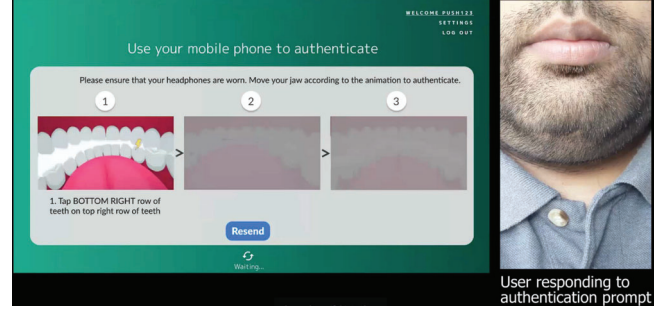 WELCOME PUSH123
SETTINGS
LOG OUT
Use your mobile phone to authenticate
Please ensure that your headphones are worn. Move your jaw according to the animation to authenticate.
1
2
3
>
>
1. Tap BOTTOM RIGHT row of
teeth on top right row of teeth
Resend
Waiting...
User responding to
authentication prompt